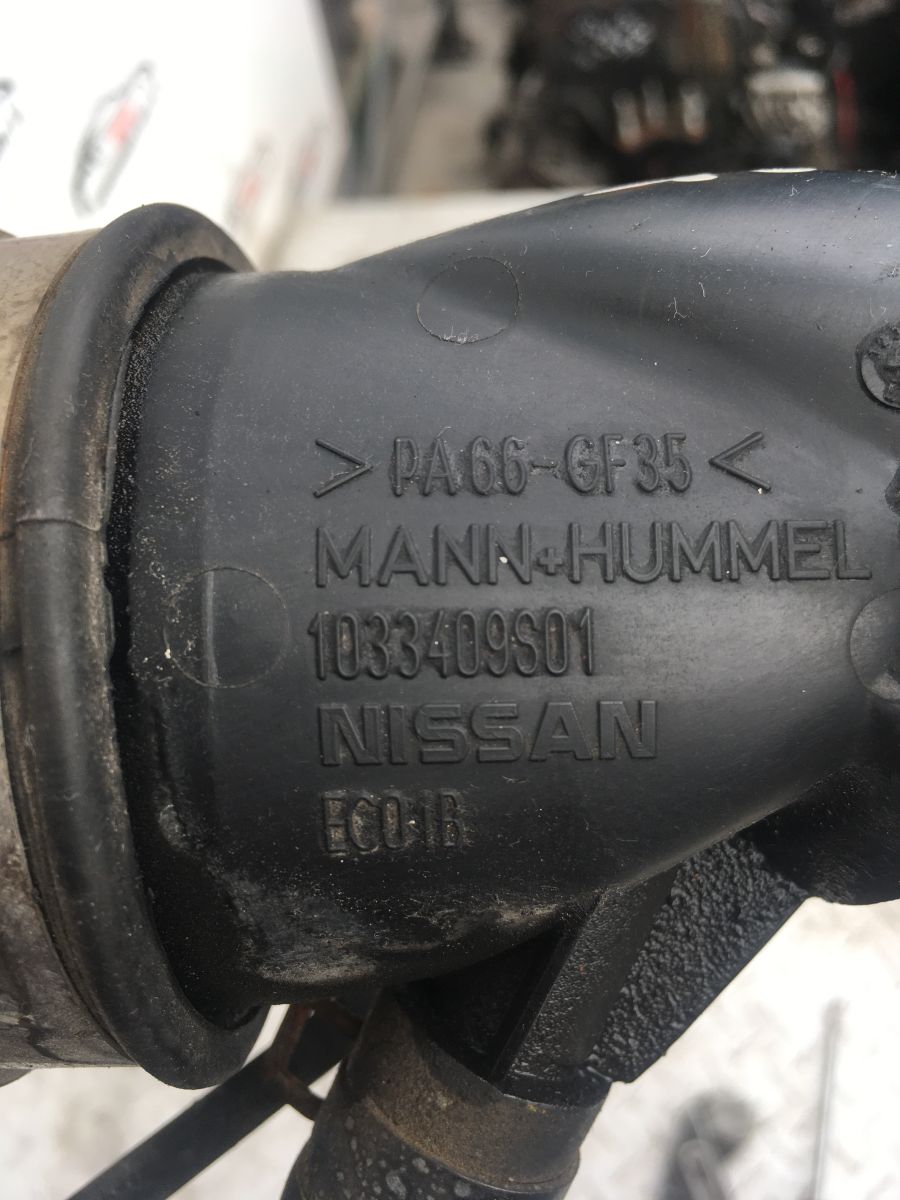 >PA66-GF35<
MANN+HUMMEL
1033409S01
NISSAN
EC01B